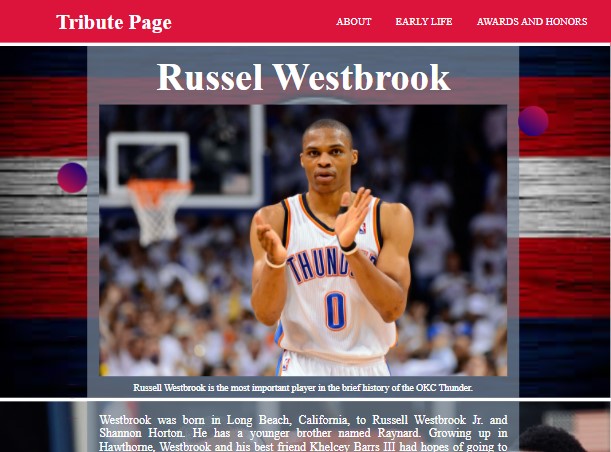 Tribute Page
ABOUT EARLY LIFE AWARDS AND HONORS
Russel Westbrook
THUND
0
Russell Westbrook is the most important player in the brief history of the OKC Thunder.
Westbrook was born in Long Beach, California, to Russell Westbrook Jr. and
Shannon Horton. He has a younger brother named Raynard. Growing up in
Hawthorne, Westbrook and his best friend Khelcey Barrs III had hopes of going to